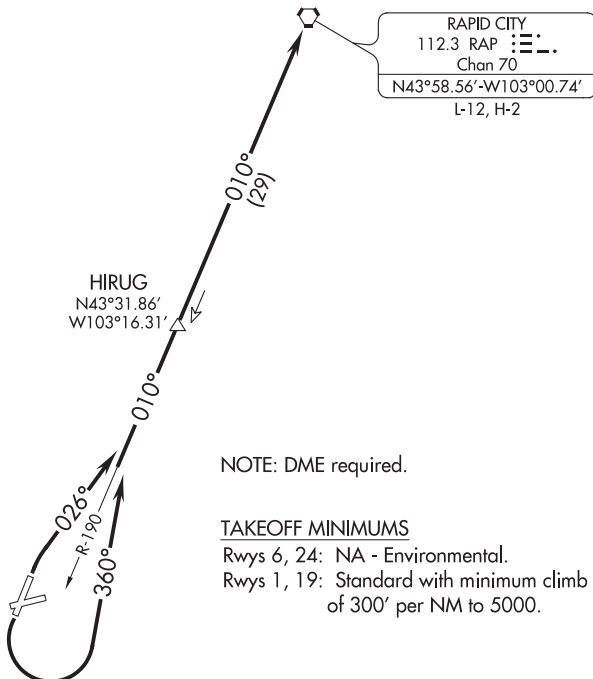 RAPID CITY
112.3 RAP
Chan 70
N43°58.56'-W103°00.74'
L-12, H-2
010°
(29)
HIRUG
N43°31.86'
W103°16.31'
010°
026°
R-190
360°
NOTE: DME required.
TAKEOFF MINIMUMS
Rwys 6, 24: NA - Environmental.
Rwys 1, 19: Standard with minimum climb
of 300' per NM to 5000.